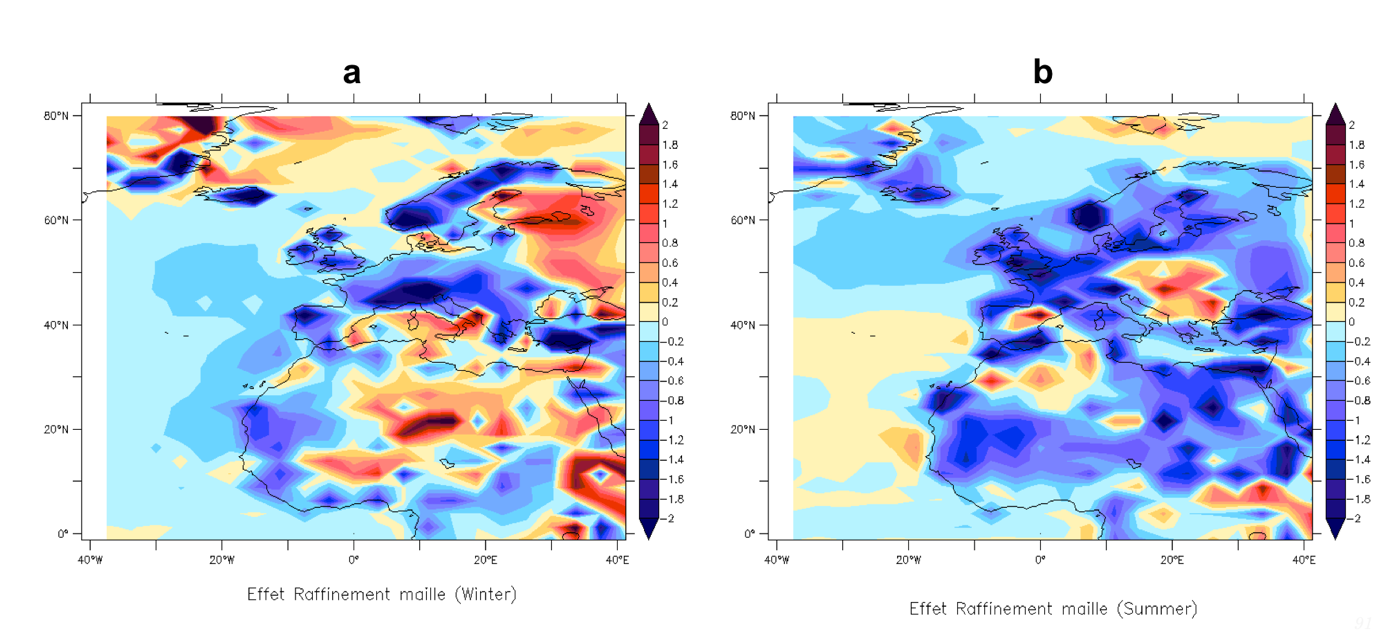 a
b
80°N
60°N
40°N
20°N
0°
40°W
20°W
0°
20°E
40°E
2
1.8
1.6
1.4
1.2
1
0.8
0.6
0.4
0.2
0
−0.2
−0.4
−0.6
−0.8
−1
−1.2
−1.4
−1.6
−1.8
−2
80°N
60°N
40°N
20°N
0°
40°W
20°W
0°
20°E
40°E
2
1.8
1.6
1.4
1.2
1
0.8
0.6
0.4
0.2
0
−0.2
−0.4
−0.6
−0.8
−1
−1.2
−1.4
−1.6
−1.8
−2
Effet Raffinement maille (Winter)
Effet Raffinement maille (Summer)
91